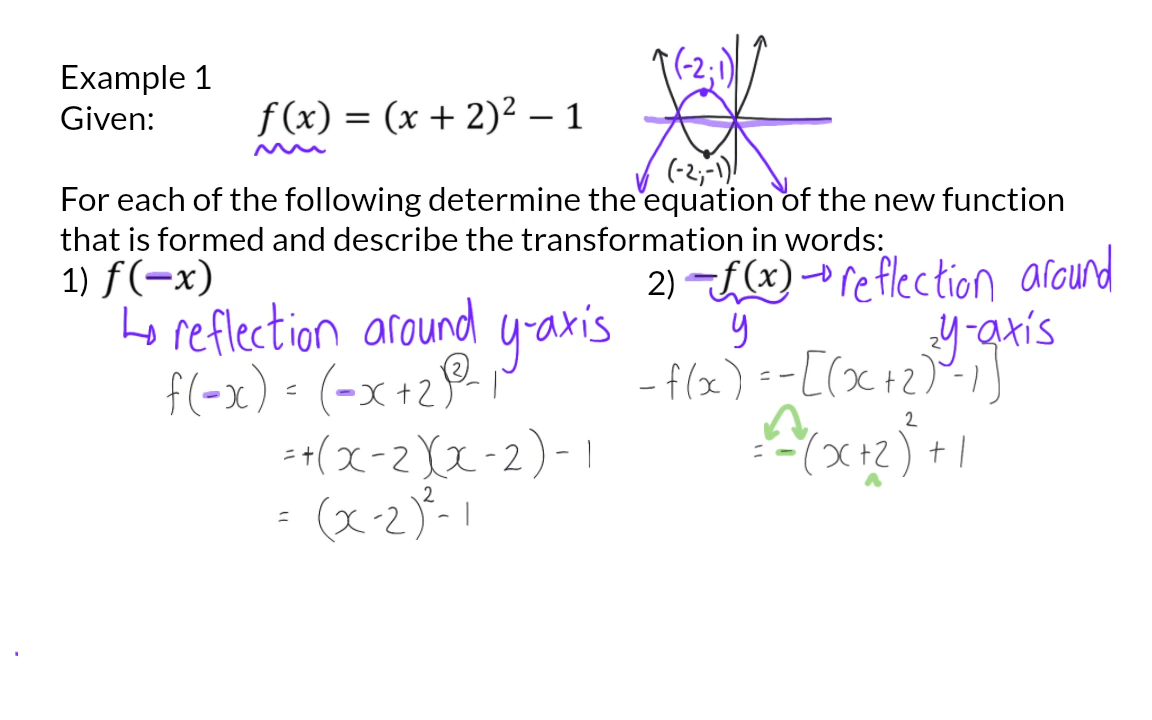 Example 1
Given: f(x) = (x + 2)² − 1
(-2;1)
(-2;-1)
For each of the following determine the equation of the new function
that is formed and describe the transformation in words:
1) f(−x)
↳ reflection around y-axis
f(-x) = (-x+2)²-1
=+(x-2)(x-2)-1
= (x-2)²-1
2) −f(x) → reflection around
y y-axis
-f(x) = -[(x+2)²-1]
= -(x+2)²+1